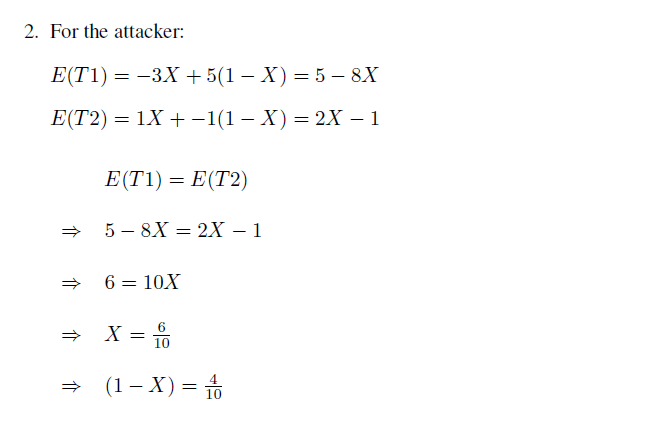 2. For the attacker:
E(T1) = −3X + 5(1 − X) = 5 − 8X
E(T2) = 1X + −1(1 − X) = 2X − 1
E(T1) = E(T2)
⇒ 5 − 8X = 2X − 1
⇒ 6 = 10X
⇒ X = 6/10
⇒ (1 − X) = 4/10